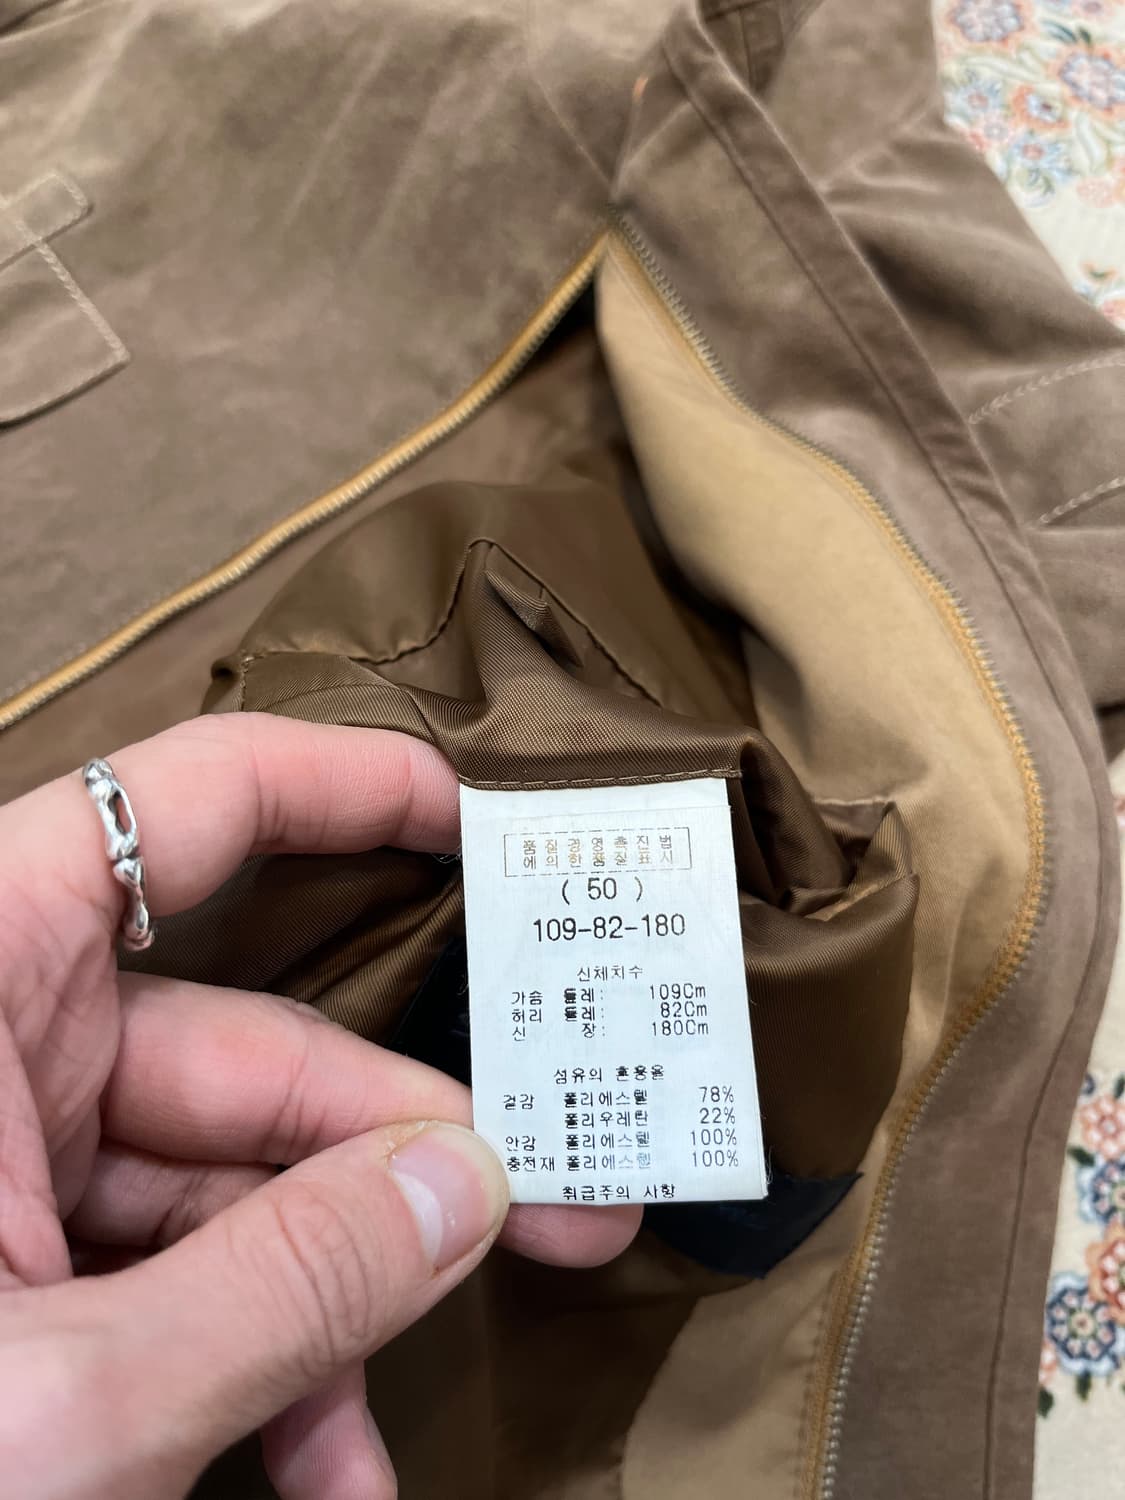 품질경영촉진법
에의한품질표시
( 50 )
109-82-180
신체치수
가슴 둘레: 109Cm
허리 둘레: 82Cm
신 장: 180Cm
섬유의 혼용율
겉감 폴리에스텔 78%
폴리우레탄 22%
안감 폴리에스텔 100%
충전재 폴리에스텔 100%
취급주의 사항